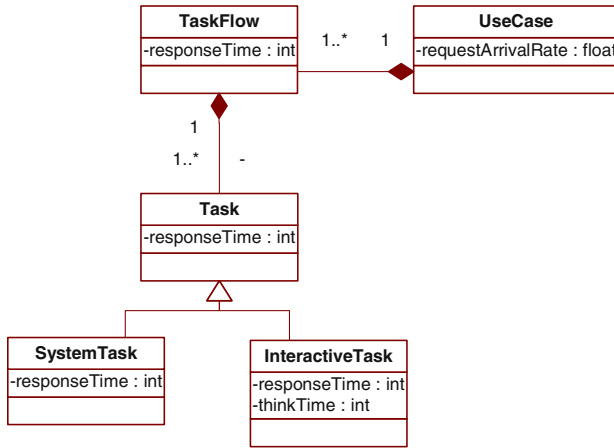 TaskFlow
-responseTime : int
1..*
1
UseCase
-requestArrivalRate : float
1
1..*
-
Task
-responseTime : int
SystemTask
-responseTime : int
InteractiveTask
-responseTime : int
-thinkTime : int